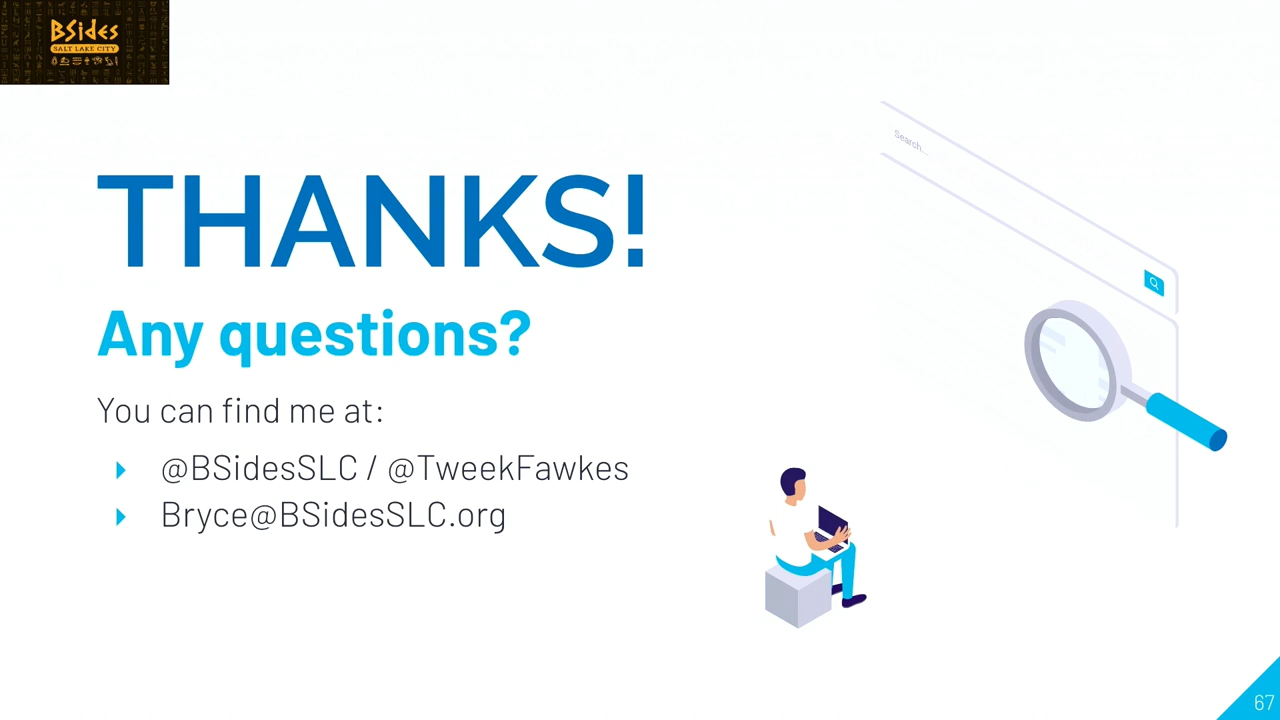 BSides
SALT LAKE CITY
Search...
THANKS!
Any questions?
You can find me at:
@BSidesSLC / @TweekFawkes
Bryce@BSidesSLC.org
67